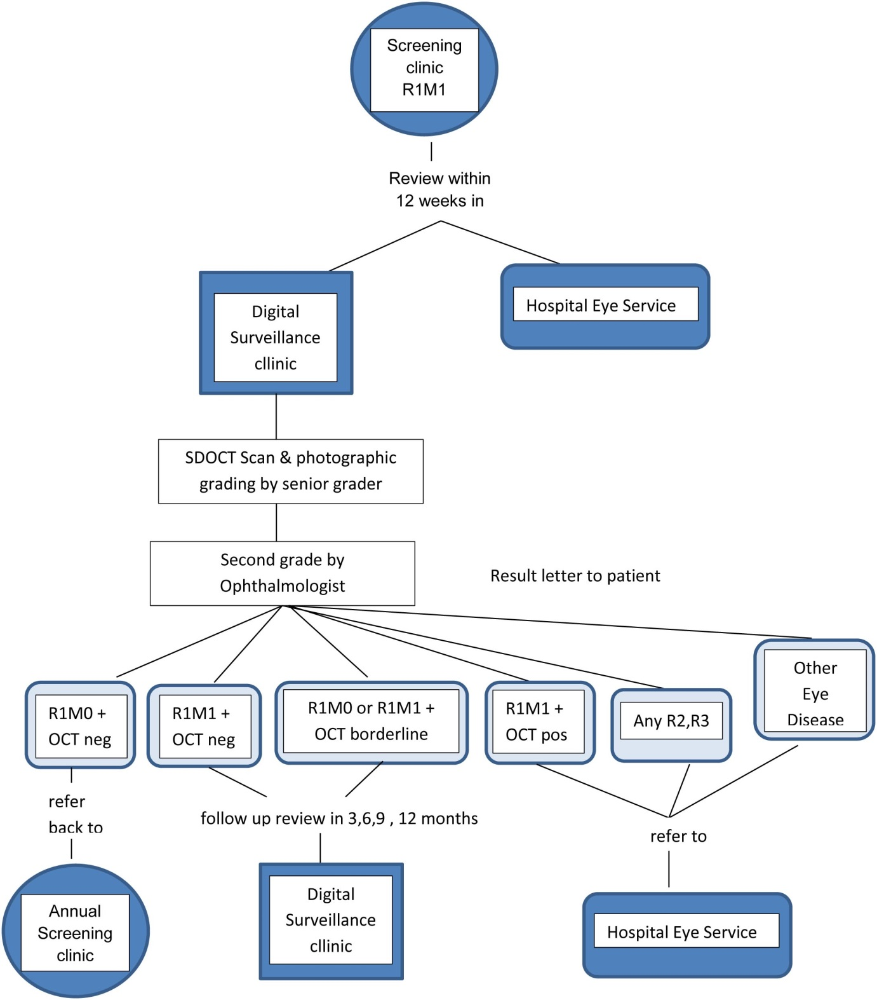 Screening
clinic
R1M1
Review within
12 weeks in
Digital
Surveillance
cllinic
Hospital Eye Service
SDOCT Scan & photographic
grading by senior grader
Second grade by
Ophthalmologist
Result letter to patient
R1M0 +
OCT neg
R1M1 +
OCT neg
R1M0 or R1M1 +
OCT borderline
R1M1 +
OCT pos
Any R2,R3
Other
Eye
Disease
refer
back to
follow up review in 3,6,9 , 12 months
refer to
Annual
Screening
clinic
Digital
Surveillance
cllinic
Hospital Eye Service